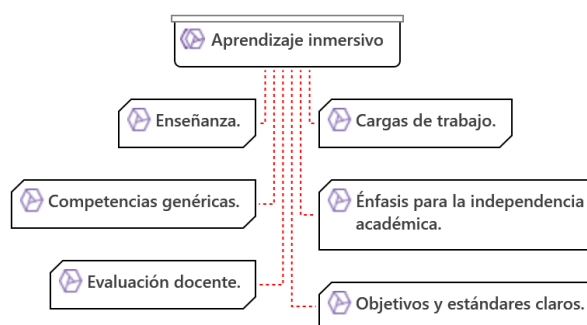 Aprendizaje inmersivo
Enseñanza.
Cargas de trabajo.
Competencias genéricas.
Énfasis para la independencia
académica.
Evaluación docente.
Objetivos y estándares claros.